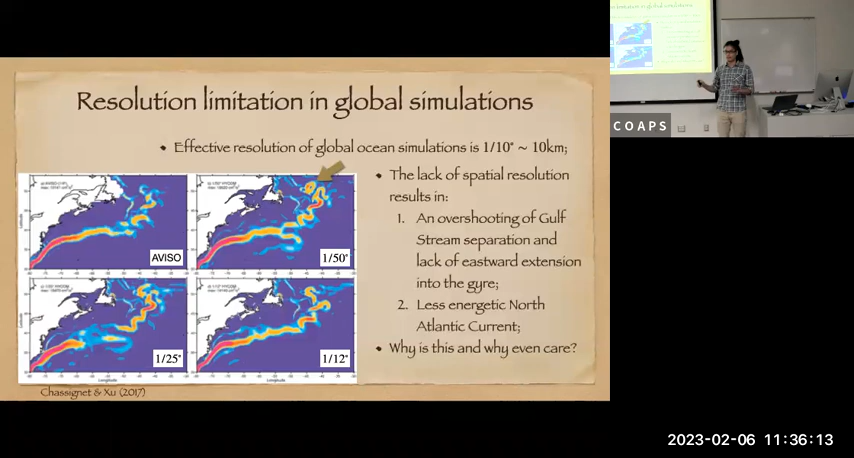 Resolution limitation in global simulations
• Effective resolution of global ocean simulations is 1/10° ~ 10km;
• The lack of spatial resolution
results in:
1. An overshooting of Gulf
Stream separation and
lack of eastward extension
into the gyre;
2. Less energetic North
Atlantic Current;
• Why is this and why even care?
AVISO
1/50°
1/25°
1/12°
Longitude
Longitude
Chassignet & Xu (2017)
COAPS
2023-02-06 11:36:13